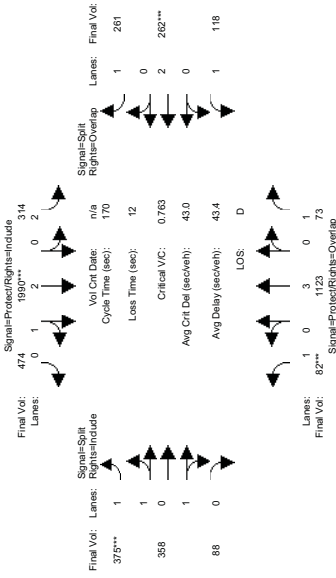 Signal=Protect/Rights=Include
Final Vol: 474 1990*** 314
Lanes: 0 1 2 0 2
Signal=Split
Rights=Include
Final Vol: Lanes:
375*** 1
1
358 0
1
88 0
Vol Cnt Date: n/a
Cycle Time (sec): 170
Loss Time (sec): 12
Critical V/C: 0.763
Avg Crit Del (sec/veh): 43.0
Avg Delay (sec/veh): 43.4
LOS: D
Signal=Split
Rights=Overlap
Lanes: Final Vol:
1 261
0
2 262***
0
1 118
Lanes: 1 0 3 0 1
Final Vol: 82*** 1123 73
Signal=Protect/Rights=Overlap